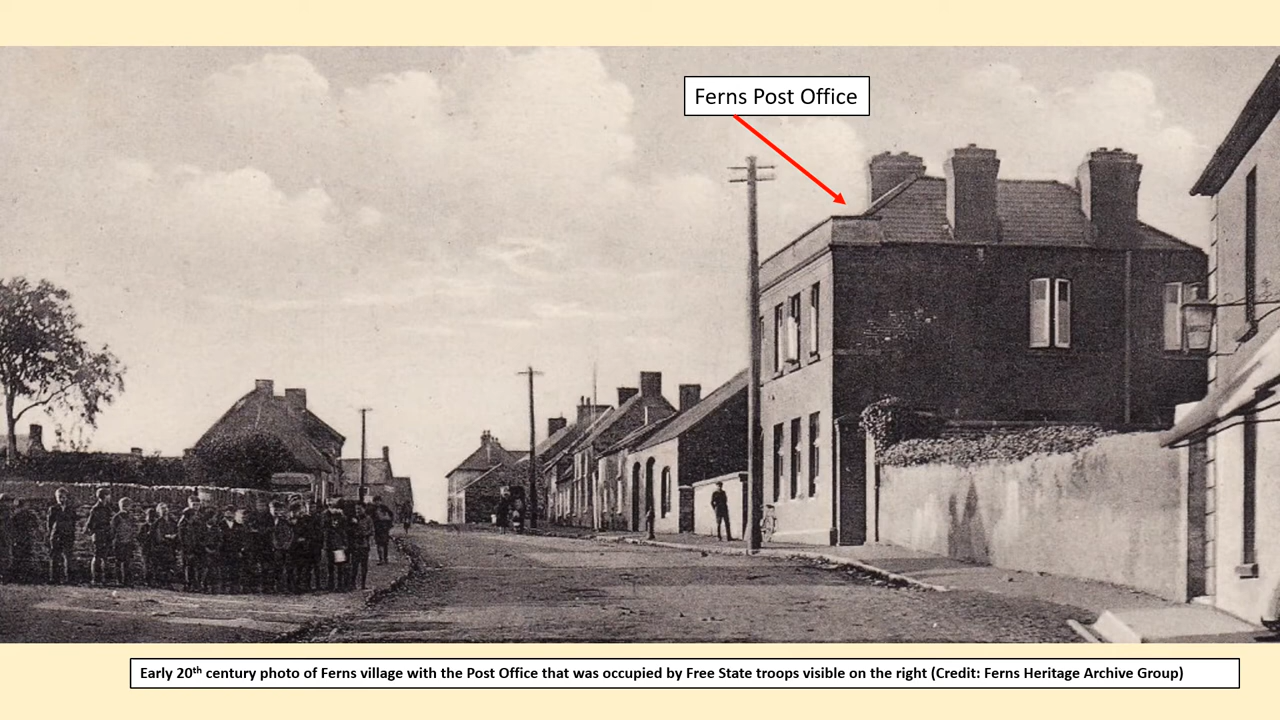 Ferns Post Office
Early 20th century photo of Ferns village with the Post Office that was occupied by Free State troops visible on the right (Credit: Ferns Heritage Archive Group)